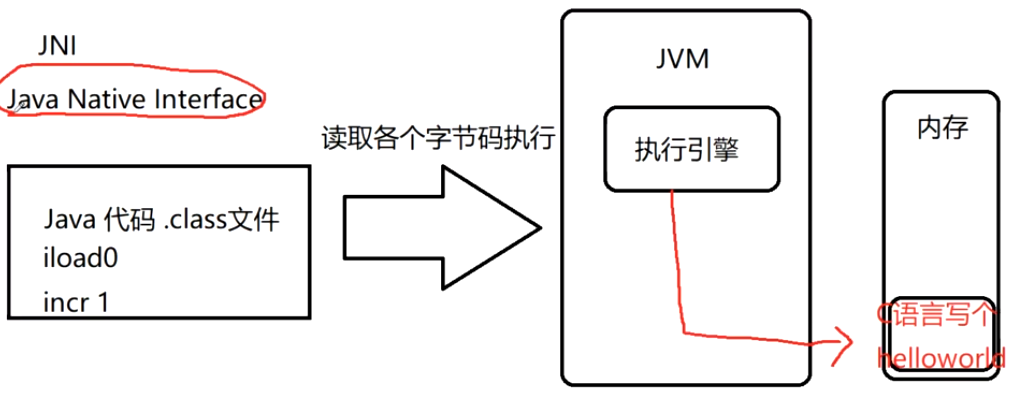 JNI
Java Native Interface
Java 代码 .class文件
iload0
incr 1
读取各个字节码执行
JVM
执行引擎
内存
C语言写个
helloworld